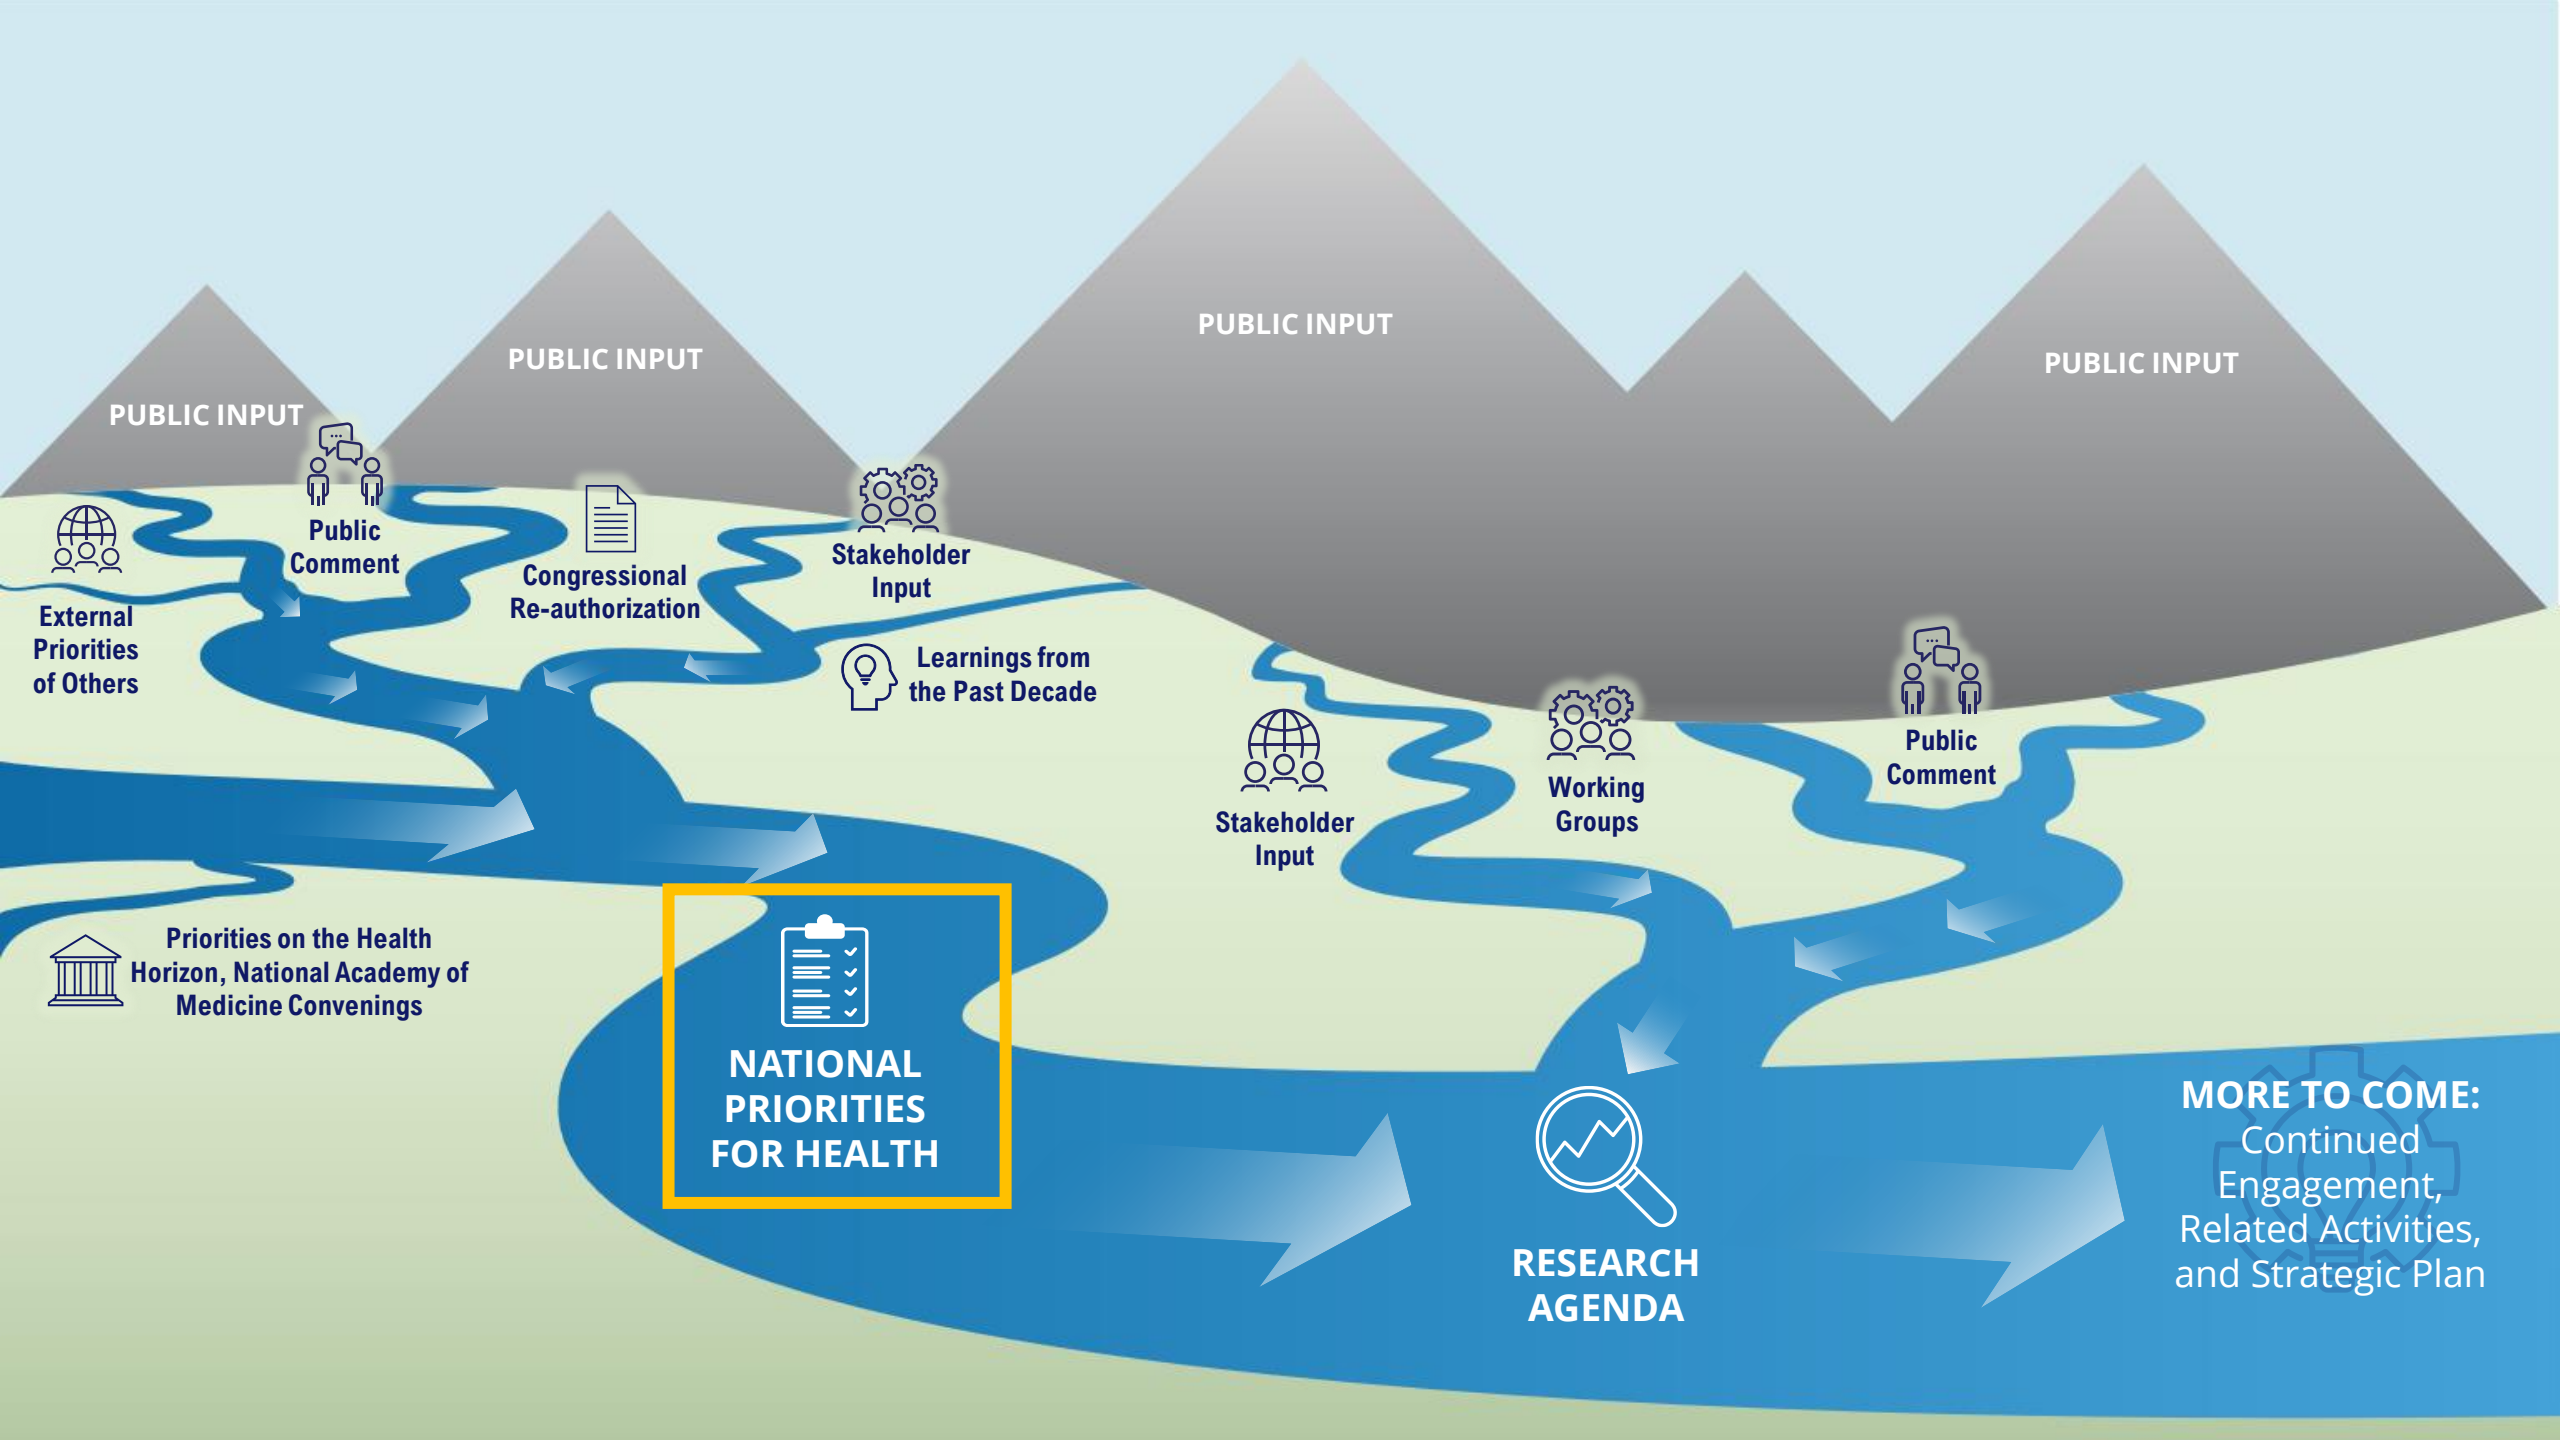 PUBLIC INPUT
PUBLIC INPUT
PUBLIC INPUT
PUBLIC INPUT
Public
Comment
External
Priorities
of Others
Congressional
Re-authorization
Stakeholder
Input
Learnings from
the Past Decade
Priorities on the Health
Horizon, National Academy of
Medicine Convenings
Stakeholder
Input
Working
Groups
Public
Comment
NATIONAL
PRIORITIES
FOR HEALTH
RESEARCH
AGENDA
MORE TO COME:
Continued
Engagement,
Related Activities,
and Strategic Plan